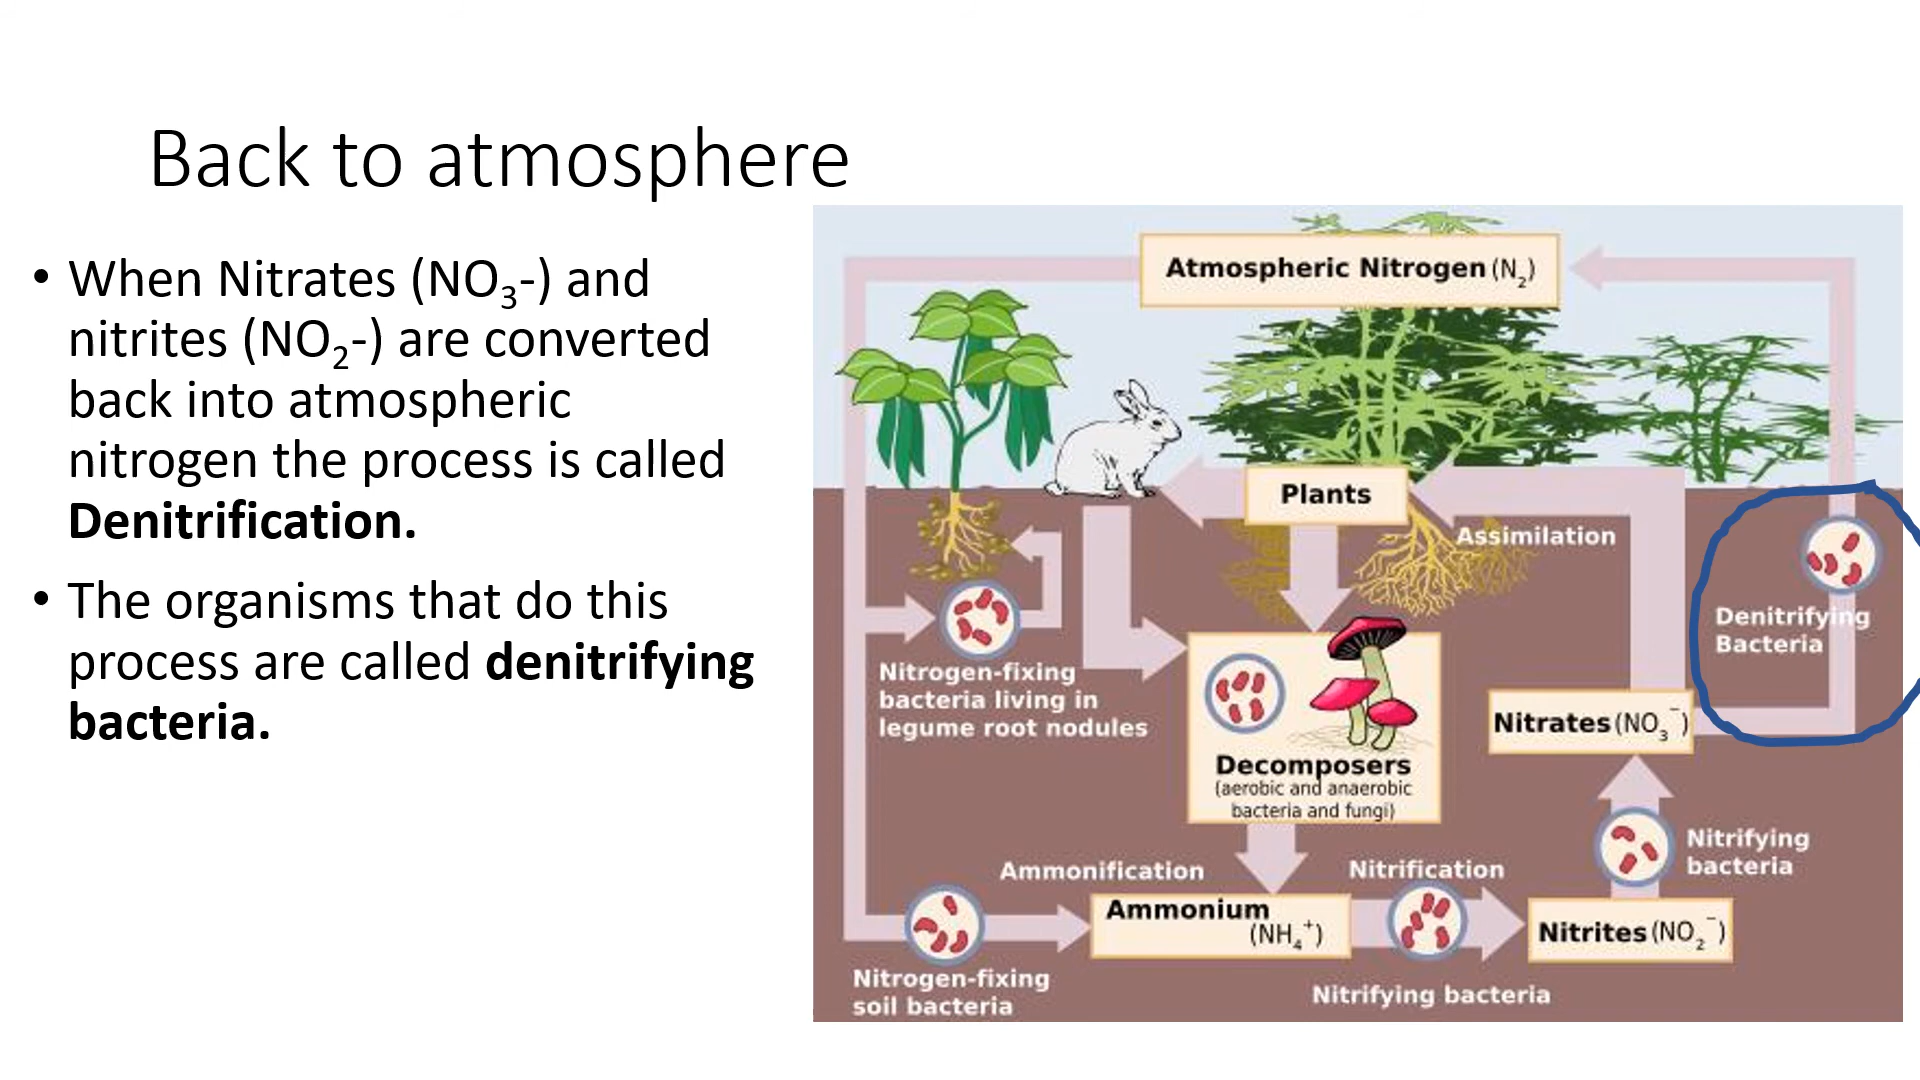 Back to atmosphere
• When Nitrates (NO₃-) and
nitrites (NO₂-) are converted
back into atmospheric
nitrogen the process is called
Denitrification.
• The organisms that do this
process are called denitrifying
bacteria.
Atmospheric Nitrogen (N₂)
Plants
Assimilation
Denitrifying
Bacteria
Nitrogen-fixing
bacteria living in
legume root nodules
Decomposers
(aerobic and anaerobic
bacteria and fungi)
Nitrates (NO₃⁻)
Nitrifying
bacteria
Ammonification
Nitrification
Ammonium
(NH₄⁺)
Nitrites (NO₂⁻)
Nitrogen-fixing
soil bacteria
Nitrifying bacteria